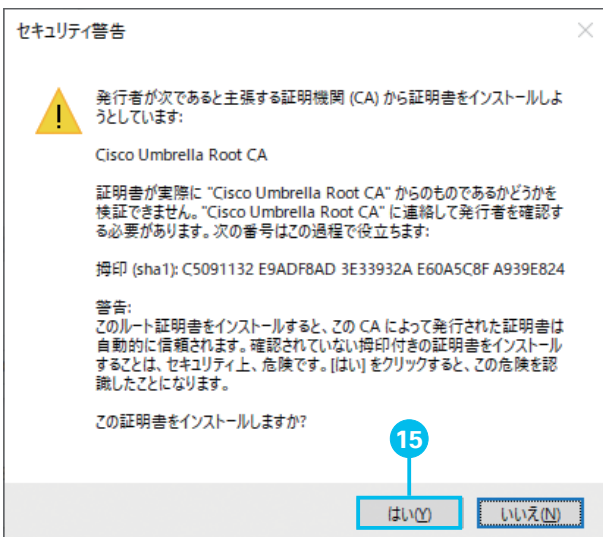 セキュリティ警告
発行者が次であると主張する証明機関 (CA) から証明書をインストールしよ
うとしています:
Cisco Umbrella Root CA
証明書が実際に "Cisco Umbrella Root CA" からのものであるかどうかを
検証できません。"Cisco Umbrella Root CA" に連絡して発行者を確認す
る必要があります。次の番号はこの過程で役立ちます:
拇印 (sha1): C5091132 E9ADF8AD 3E33932A E60A5C8F A939E824
警告:
このルート証明書をインストールすると、この CA によって発行された証明書は
自動的に信頼されます。確認されていない拇印付きの証明書をインストール
することは、セキュリティ上、危険です。[はい] をクリックすると、この危険を認
識したことになります。
この証明書をインストールしますか?
15
はい(Y)
いいえ(N)